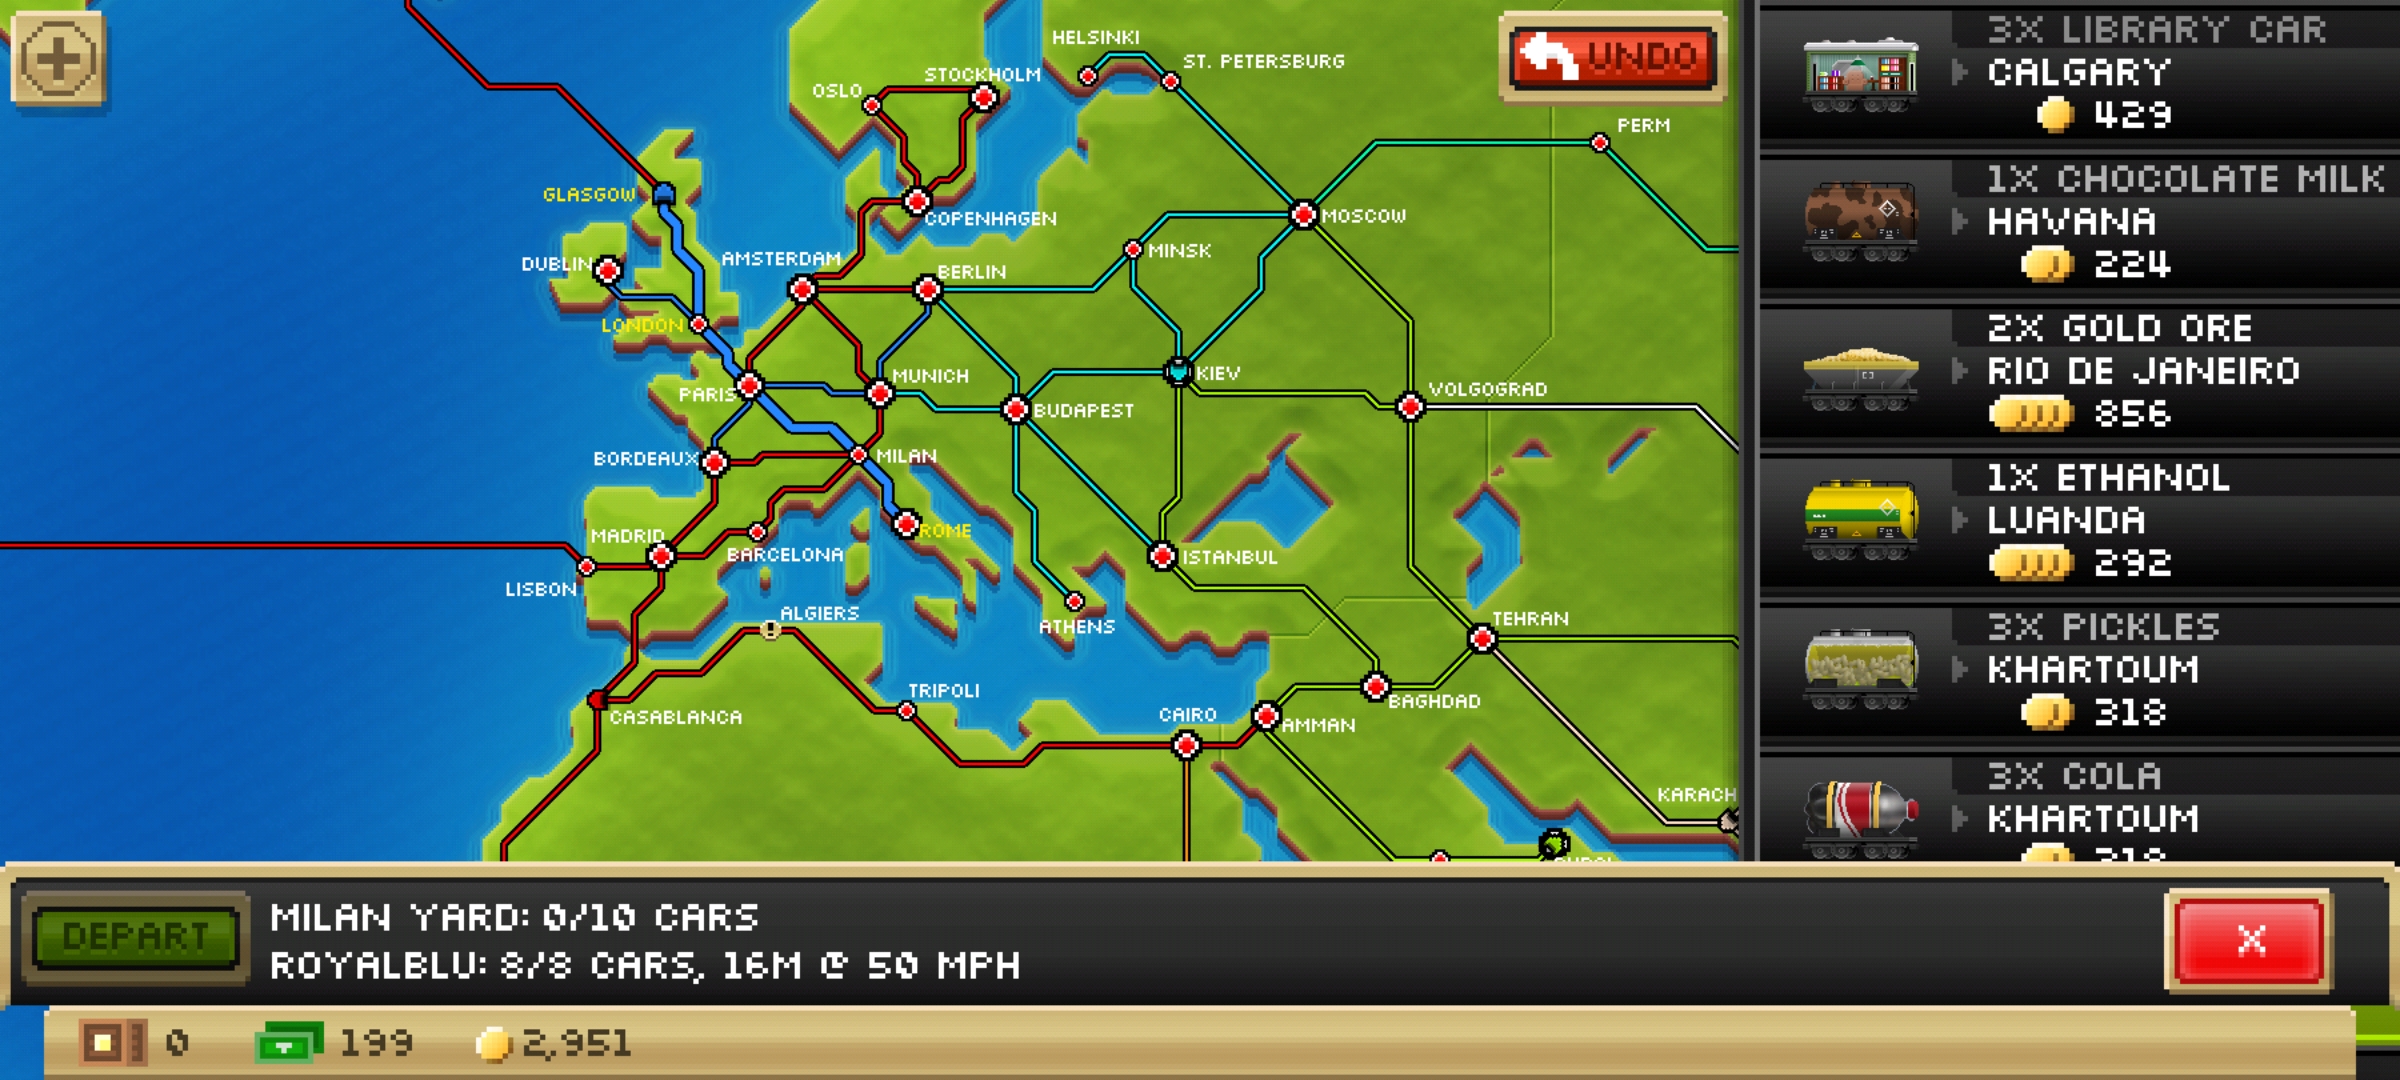 HELSINKI
ST. PETERSBURG
UNDO
STOCKHOLM
OSLO
PERM
GLASGOW
COPENHAGEN
MOSCOW
MINSK
DUBLIN
AMSTERDAM
BERLIN
LONDON
PARIS
MUNICH
KIEV
VOLGOGRAD
BUDAPEST
BORDEAUX
MILAN
ROME
MADRID
BARCELONA
ISTANBUL
LISBON
ALGIERS
ATHENS
TEHRAN
TRIPOLI
BAGHDAD
CASABLANCA
CAIRO
AMMAN
KARACH
3X LIBRARY CAR
CALGARY
429
1X CHOCOLATE MILK
HAVANA
224
2X GOLD ORE
RIO DE JANEIRO
856
1X ETHANOL
LUANDA
292
3X PICKLES
KHARTOUM
318
3X COLA
KHARTOUM
318
DEPART
MILAN YARD: 0/10 CARS
ROYALBLU: 8/8 CARS, 16M @ 50 MPH
X
0
199
2,951